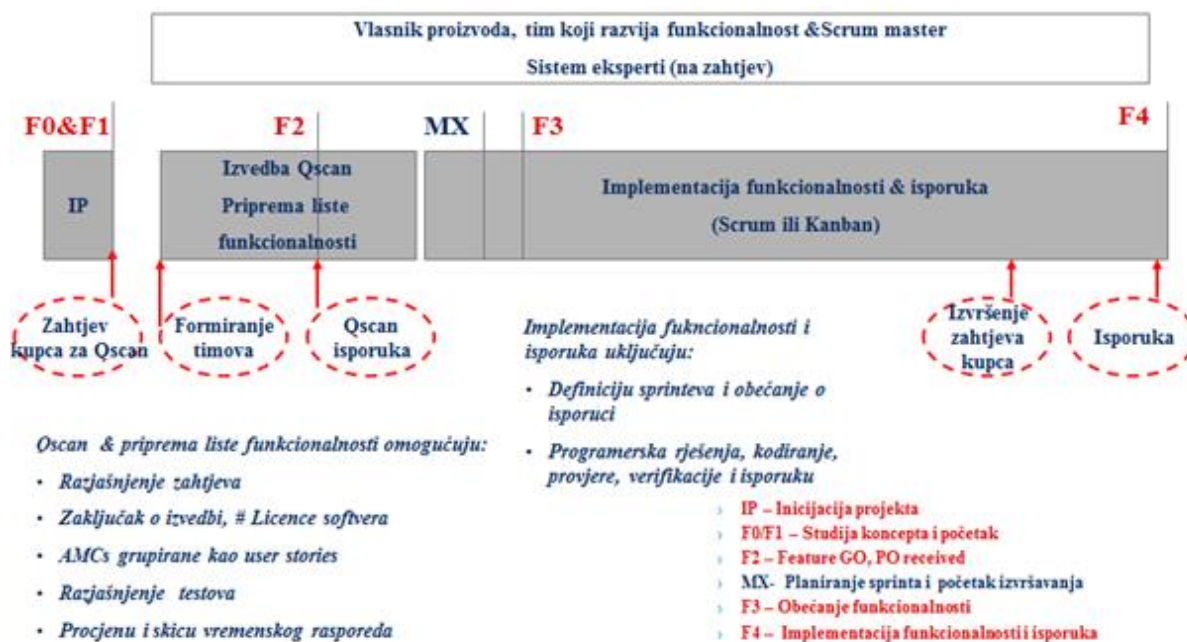 Vlasnik proizvoda, tim koji razvija funkcionalnost &Scrum master
Sistem eksperti (na zahtjev)
F0&F1
F2
MX
F3
F4
IP
Izvedba Qscan
Priprema liste
funkcionalnosti
Implementacija funkcionalnosti & isporuka
(Scrum ili Kanban)
Zahtjev
kupca za Qscan
Formiranje
timova
Qscan
isporuka
Izvršenje
zahtjeva
kupca
Isporuka
Implementacija fukncionalnosti i
isporuka uključuju:
• Definiciju sprinteva i obećanje o
isporuci
• Programerska rješenja, kodiranje,
provjere, verifikacije i isporuku
Qscan & priprema liste funkcionalnosti omogućuju:
• Razjašnjenje zahtjeva
• Zaključak o izvedbi, # Licence softvera
• AMCs grupirane kao user stories
• Razjašnjenje testova
• Procjenu i skicu vremenskog rasporeda
› IP – Inicijacija projekta
› F0/F1 – Studija koncepta i početak
› F2 – Feature GO, PO received
› MX- Planiranje sprinta i početak izvršavanja
› F3 – Obećanje funkcionalnosti
› F4 – Implementacija funkcionalnosti i isporuka